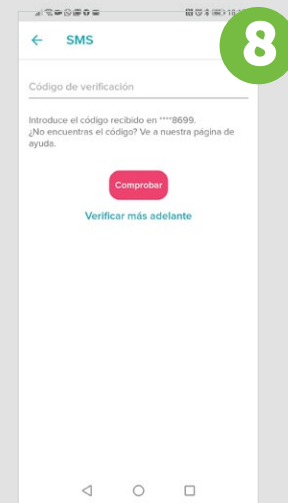 8
SMS
Código de verificación
Introduce el código recibido en ****8699.
¿No encuentras el código? Ve a nuestra página de
ayuda.
Comprobar
Verificar más adelante